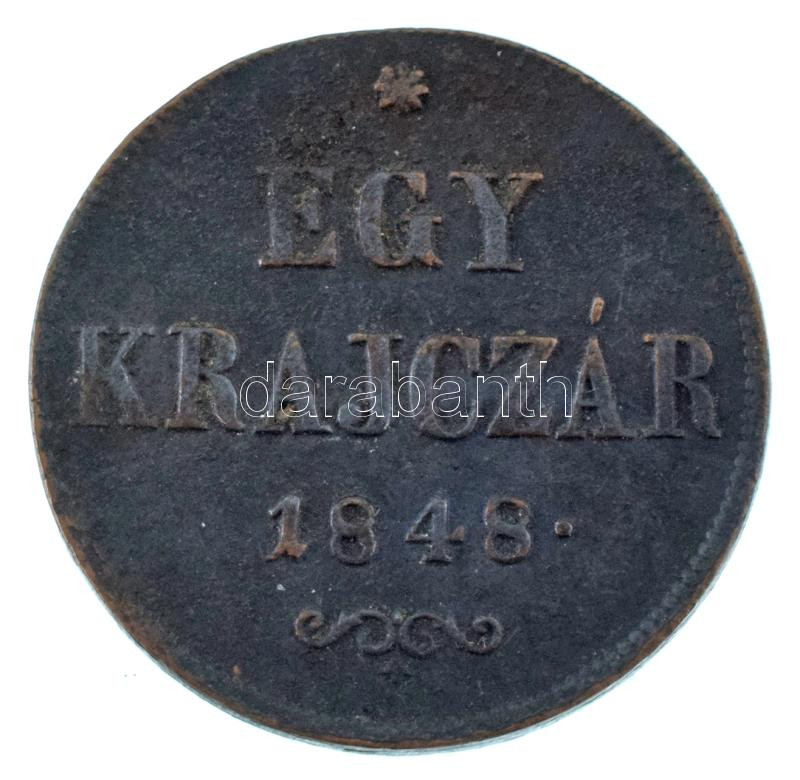 EGY
KRAJCZÁR
darabanth
1848.